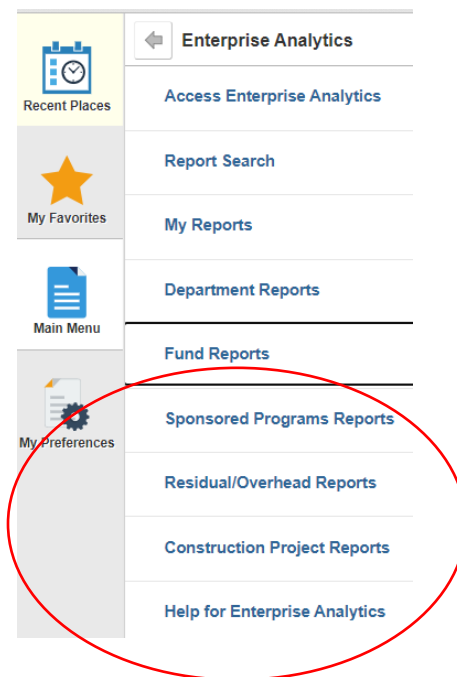 Enterprise Analytics
Recent Places
Access Enterprise Analytics
Report Search
My Favorites
My Reports
Department Reports
Main Menu
Fund Reports
My Preferences
Sponsored Programs Reports
Residual/Overhead Reports
Construction Project Reports
Help for Enterprise Analytics